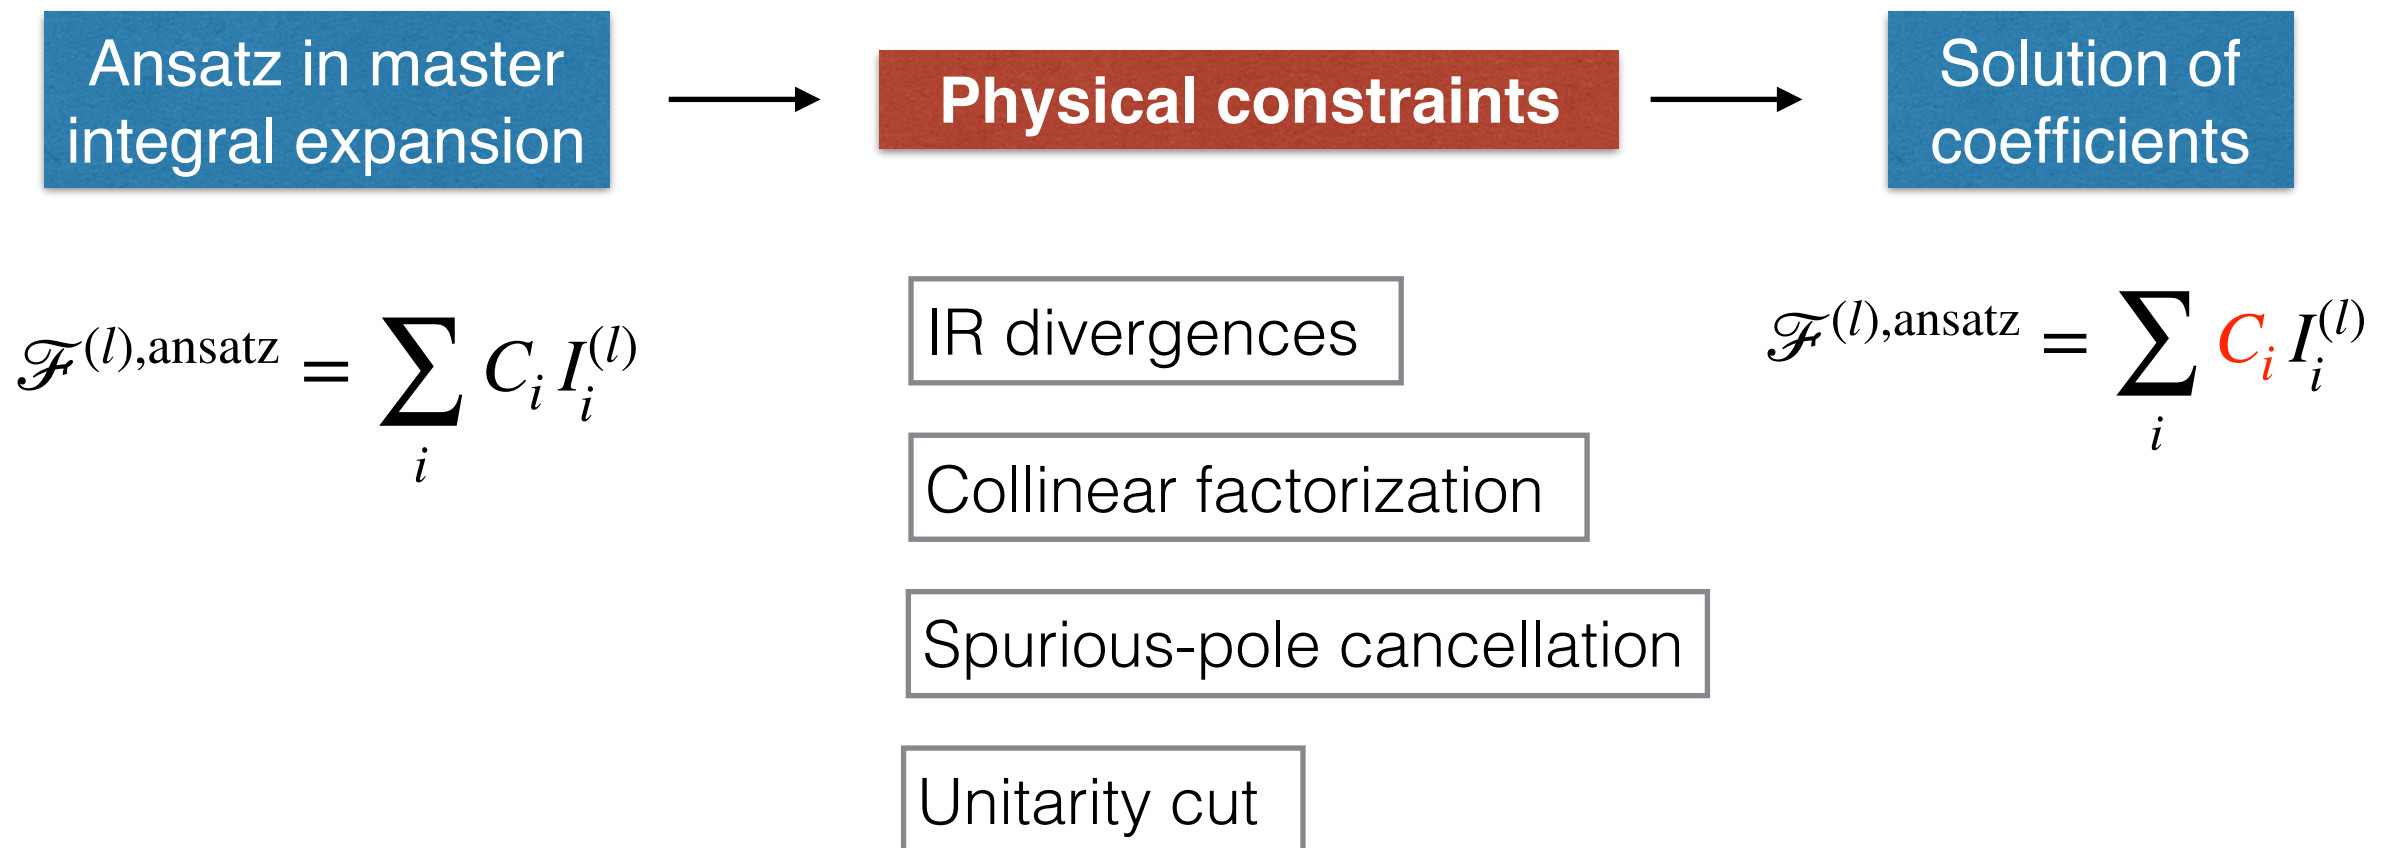 Ansatz in master
integral expansion
Physical constraints
Solution of
coefficients
ℱ^{(l),ansatz} = ∑_i C_i I_i^{(l)}
IR divergences
Collinear factorization
Spurious-pole cancellation
Unitarity cut
ℱ^{(l),ansatz} = ∑_i C_i I_i^{(l)}